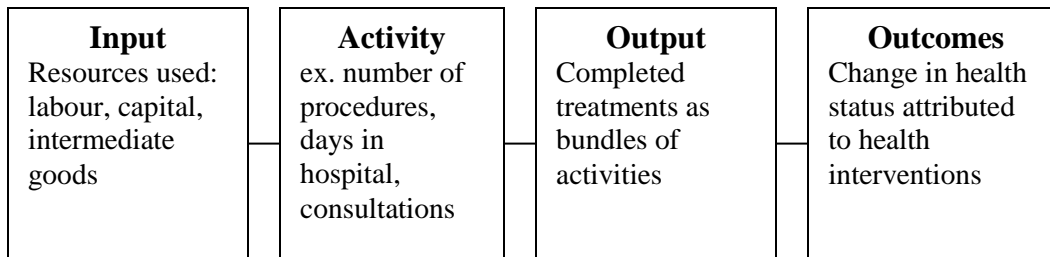 Input
Resources used:
labour, capital,
intermediate
goods
Activity
ex. number of
procedures,
days in
hospital,
consultations
Output
Completed
treatments as
bundles of
activities
Outcomes
Change in health
status attributed
to health
interventions